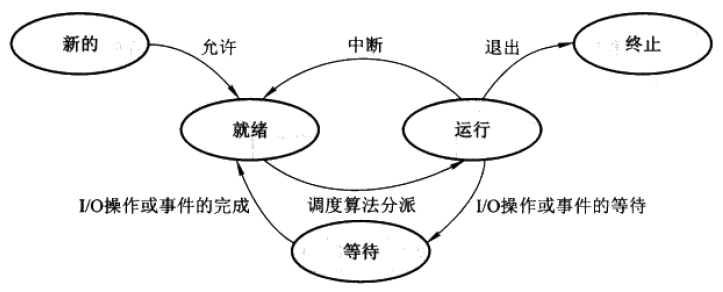 新的
允许
中断
退出
终止
就绪
运行
I/O操作或事件的完成
调度算法分派
I/O操作或事件的等待
等待